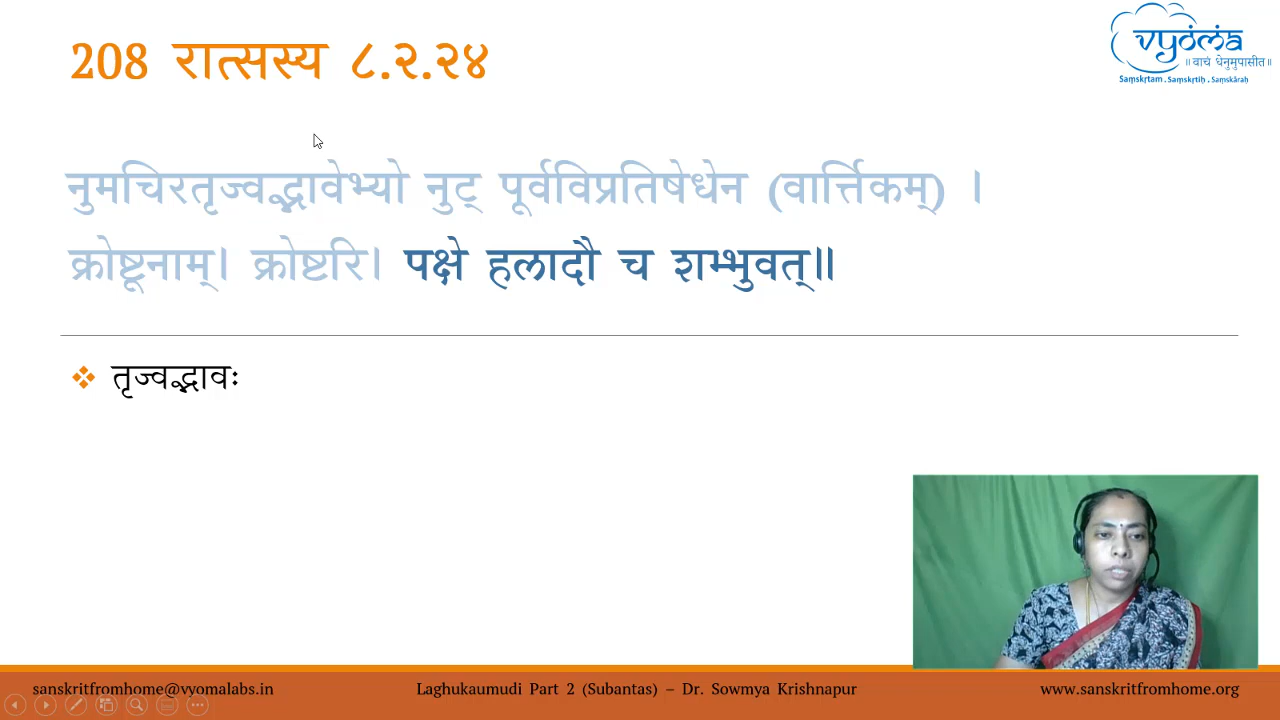 208 रात्सस्य ८.२.२४
vyoma
॥वाचं धेनुमुपासीत॥
Saṃskṛtam . Saṃskṛtiḥ . Saṃskārāḥ
नुमचिरतृज्वद्भावेभ्यो नुट् पूर्वविप्रतिषेधेन (वार्त्तिकम्) ।
क्रोष्टूनाम्। क्रोष्टरि। पक्षे हलादौ च शम्भुवत्॥
❖ तृज्वद्भावः
sanskritfromhome@vyomalabs.in
Laghukaumudi Part 2 (Subantas) – Dr. Sowmya Krishnapur
www.sanskritfromhome.org